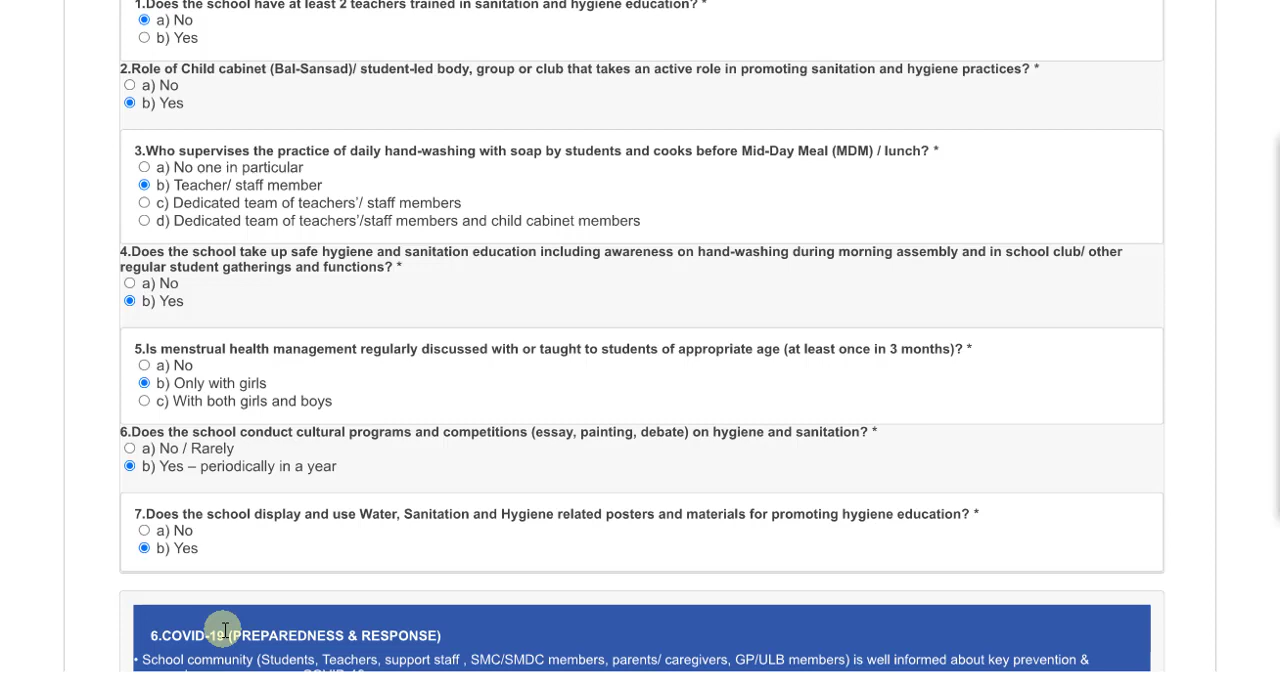 1.Does the school have at least 2 teachers trained in sanitation and hygiene education? *
a) No
b) Yes
2.Role of Child cabinet (Bal-Sansad)/ student-led body, group or club that takes an active role in promoting sanitation and hygiene practices? *
a) No
b) Yes
3.Who supervises the practice of daily hand-washing with soap by students and cooks before Mid-Day Meal (MDM) / lunch? *
a) No one in particular
b) Teacher/ staff member
c) Dedicated team of teachers’/ staff members
d) Dedicated team of teachers’/staff members and child cabinet members
4.Does the school take up safe hygiene and sanitation education including awareness on hand-washing during morning assembly and in school club/ other
regular student gatherings and functions? *
a) No
b) Yes
5.Is menstrual health management regularly discussed with or taught to students of appropriate age (at least once in 3 months)? *
a) No
b) Only with girls
c) With both girls and boys
6.Does the school conduct cultural programs and competitions (essay, painting, debate) on hygiene and sanitation? *
a) No / Rarely
b) Yes – periodically in a year
7.Does the school display and use Water, Sanitation and Hygiene related posters and materials for promoting hygiene education? *
a) No
b) Yes
6.COVID-19 (PREPAREDNESS & RESPONSE)
• School community (Students, Teachers, support staff , SMC/SMDC members, parents/ caregivers, GP/ULB members) is well informed about key prevention &